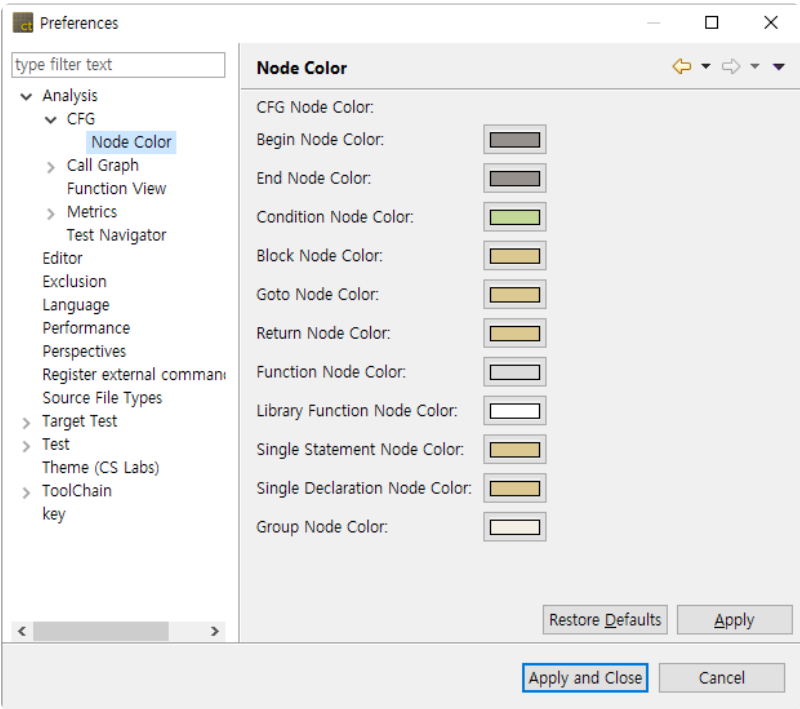 ct Preferences
type filter text
Analysis
CFG
Node Color
Call Graph
Function View
Metrics
Test Navigator
Editor
Exclusion
Language
Performance
Perspectives
Register external comman
Source File Types
Target Test
Test
Theme (CS Labs)
ToolChain
key
Node Color
CFG Node Color:
Begin Node Color:
End Node Color:
Condition Node Color:
Block Node Color:
Goto Node Color:
Return Node Color:
Function Node Color:
Library Function Node Color:
Single Statement Node Color:
Single Declaration Node Color:
Group Node Color:
Restore Defaults Apply
Apply and Close Cancel